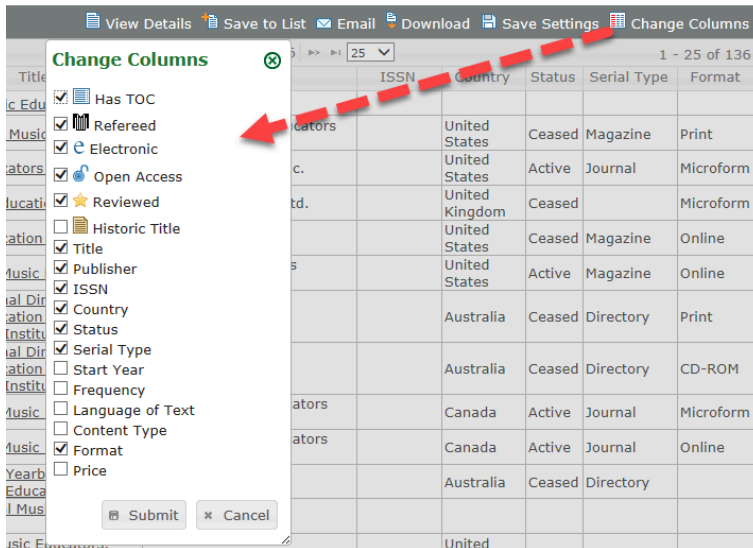 View Details Save to List Email Download Save Settings Change Columns
25 1 - 25 of 136
Change Columns
Has TOC
Refereed
Electronic
Open Access
Reviewed
Historic Title
Title
Publisher
ISSN
Country
Status
Serial Type
Start Year
Frequency
Language of Text
Content Type
Format
Price
Submit Cancel
Title ISSN Country Status Serial Type Format
Music United States Ceased Magazine Print
United States Active Journal Microform
United Kingdom Ceased Microform
United States Ceased Magazine Online
Music United States Active Magazine Online
Australia Ceased Directory Print
Australia Ceased Directory CD-ROM
Music Canada Active Journal Microform
Music Canada Active Journal Online
Australia Ceased Directory
United